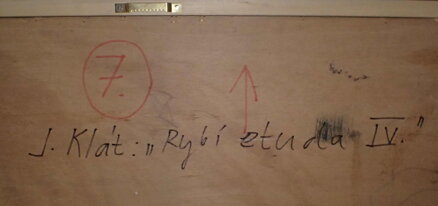 7.
J. Klát: „Rybí etuda IV."